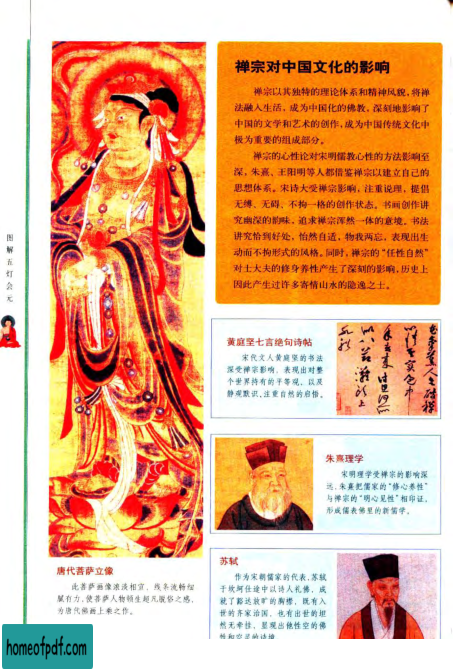 禅宗对中国文化的影响
禅宗以其独特的理论体系和精神风貌,将禅
法融入生活,成为中国化的佛教,深刻地影响了
中国的文学和艺术的创作,成为中国传统文化中
极为重要的组成部分。
禅宗的心性论对宋明儒教心性的方法影响至
深,朱熹、王阳明等人都借鉴禅宗以建立自己的
思想体系。宋诗大受禅宗影响,注重说理,提倡
无缚、无碍、不拘一格的创作状态。书画创作讲
究幽深的韵味,追求禅宗浑然一体的意境。书法
讲究恰到好处,怡然自适,物我两忘,表现出生
动而不拘形式的风格。同时,禅宗的“任性自然”
对士大夫的修身养性产生了深刻的影响,历史上
因此产生过许多寄情山水的隐逸之士。
图解五灯会元
黄庭坚七言绝句诗帖
宋代文人黄庭坚的书法
深受禅宗影响,表现出对整
个世界持有的平等观,以及
静观默识、注意自然的启悟。
朱熹理学
宋明理学受禅宗的影响深
远,朱熹把儒家的“修心养性”
与禅宗的“明心见性”相印证,
形成儒表佛里的新儒学。
唐代菩萨立像
此菩萨画像浓淡相宜,线条流畅细
腻有力,使菩萨人物顿生超凡脱俗之感,
为唐代佛画上乘之作。
苏轼
作为宋朝儒家的代表,苏轼
于坎坷仕途中以诗人礼佛,成
就了豁达放旷的胸襟,既有入
世的齐家治国,也有出世的坦
然无牵挂,呈现出他性空的佛
homeofpdf.com